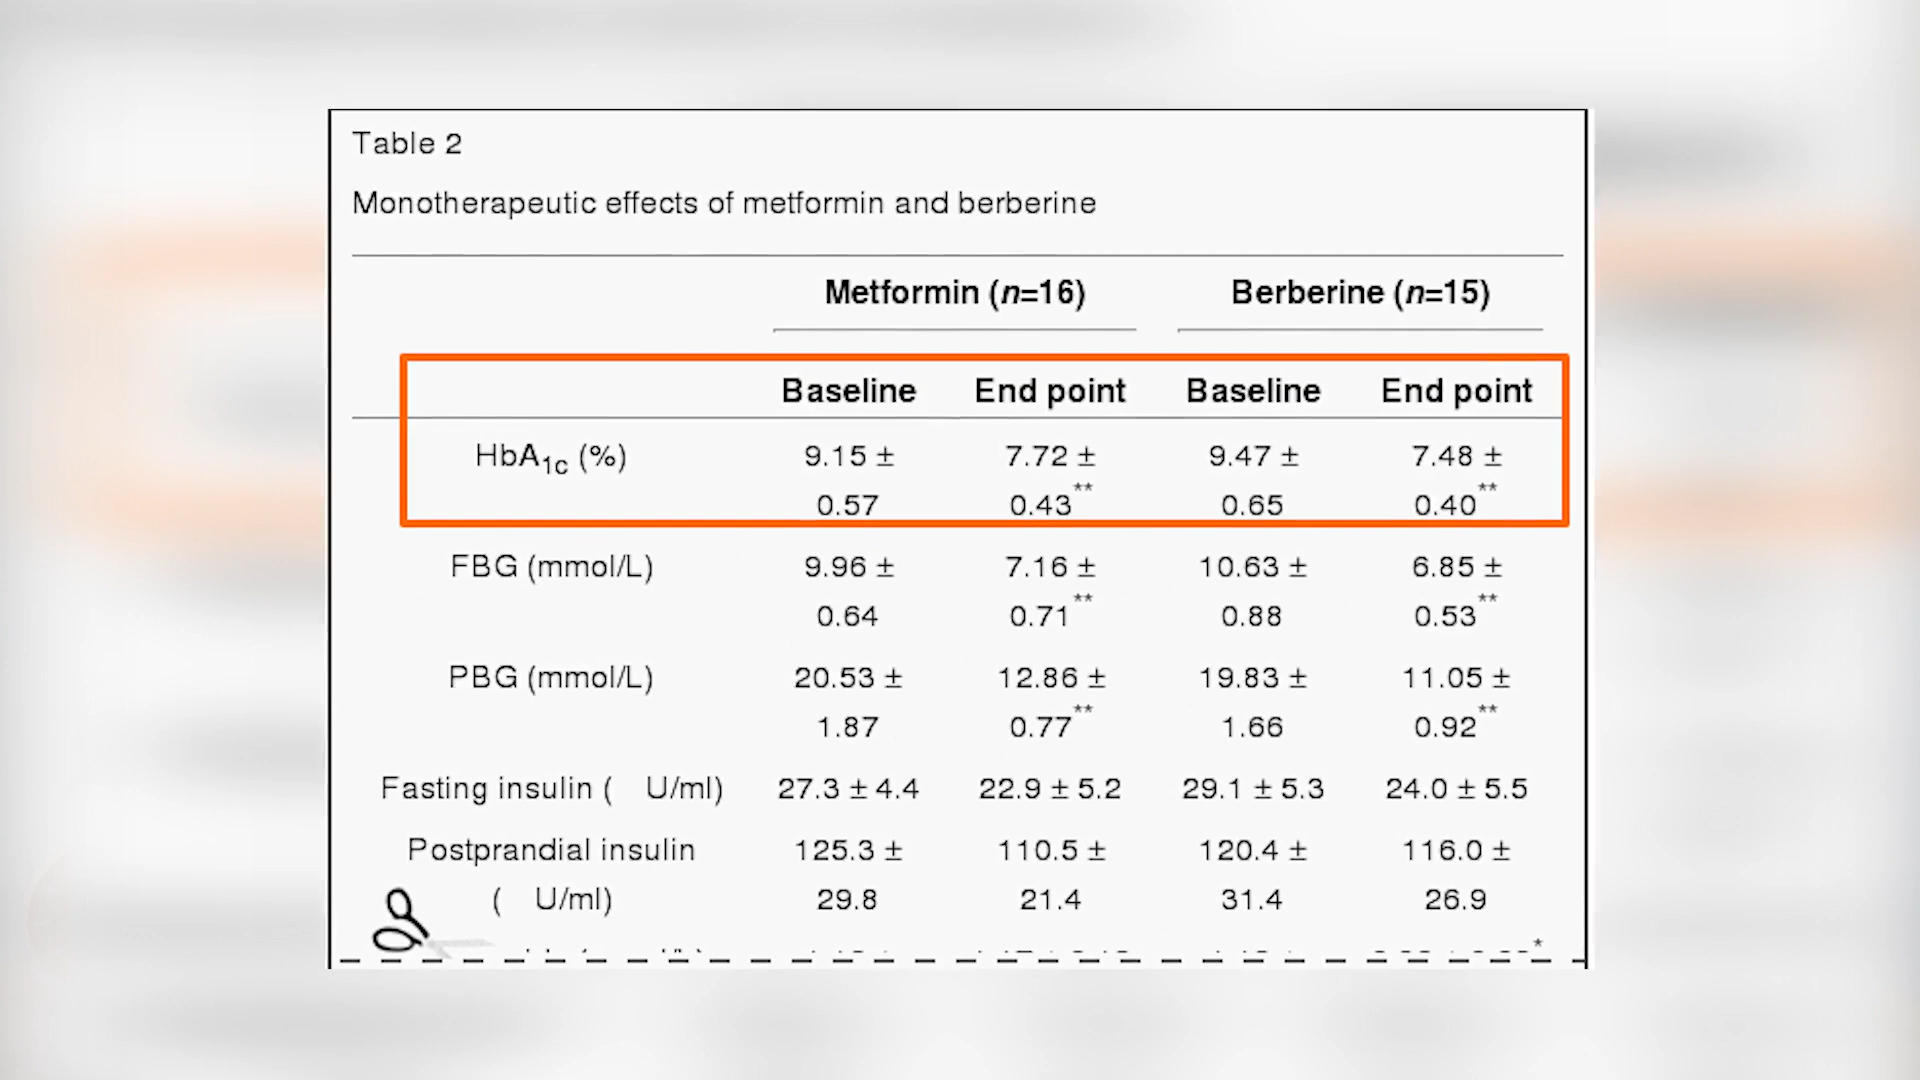 Table 2
Monotherapeutic effects of metformin and berberine
Metformin (n=16) Berberine (n=15)
Baseline End point Baseline End point
HbA1c (%) 9.15 ± 7.72 ± 9.47 ± 7.48 ±
0.57 0.43** 0.65 0.40**
FBG (mmol/L) 9.96 ± 7.16 ± 10.63 ± 6.85 ±
0.64 0.71** 0.88 0.53**
PBG (mmol/L) 20.53 ± 12.86 ± 19.83 ± 11.05 ±
1.87 0.77** 1.66 0.92**
Fasting insulin ( U/ml) 27.3 ± 4.4 22.9 ± 5.2 29.1 ± 5.3 24.0 ± 5.5
Postprandial insulin 125.3 ± 110.5 ± 120.4 ± 116.0 ±
( U/ml) 29.8 21.4 31.4 26.9